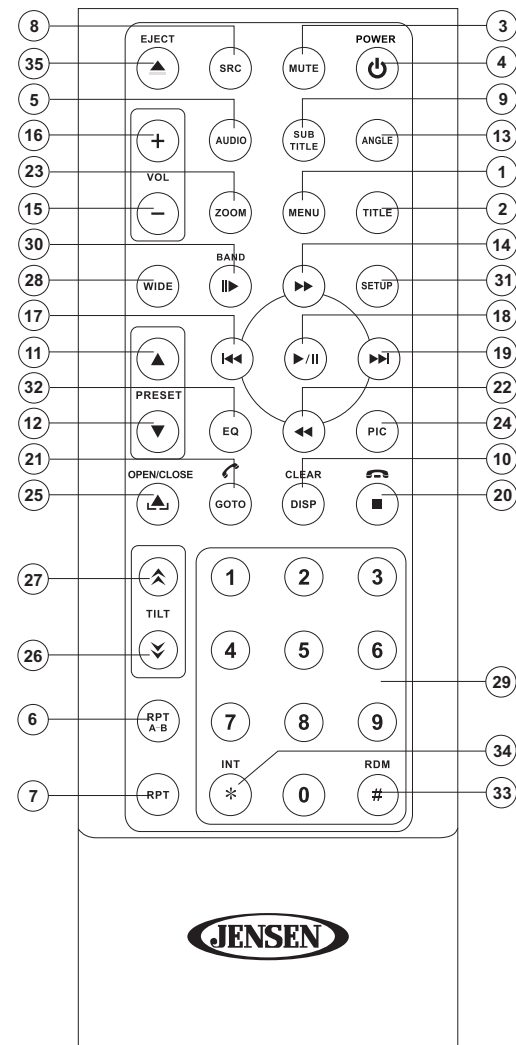 8 3
EJECT POWER
35 SRC MUTE 4
5 9
16 + AUDIO SUB TITLE ANGLE 13
23 VOL 1
15 − ZOOM MENU TITLE 2
30 BAND 14
28 WIDE SETUP 31
17 18
11 19
32 PRESET 22
12 EQ PIC 24
21 10
OPEN/CLOSE CLEAR
25 GOTO DISP 20
27 1 2 3
TILT
26 4 5 6
29
6 RPT A-B 7 8 9
34
INT RDM
7 RPT * 0 # 33
JENSEN